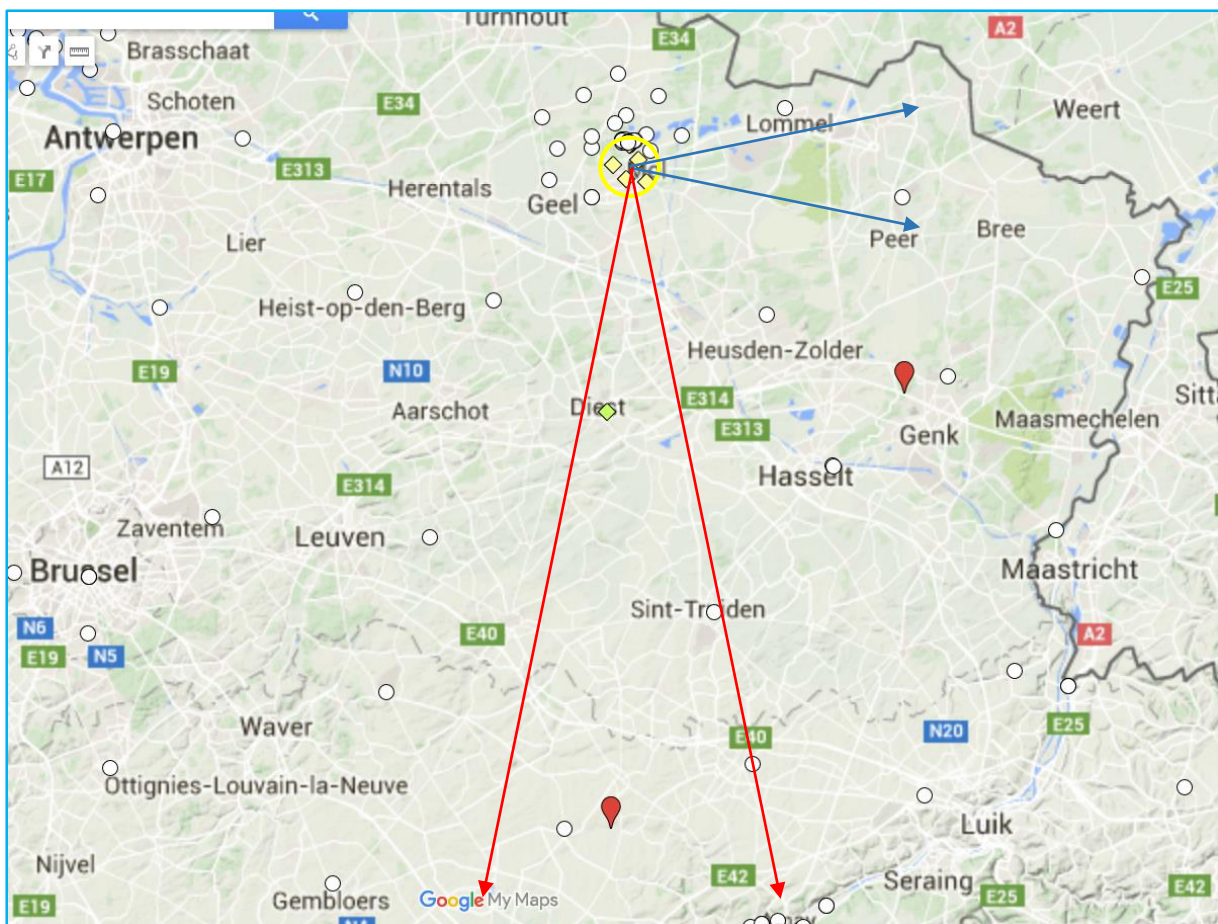 Turnhout
E34
A2
Brasschaat
Schoten
E34
Weert
Antwerpen
Lommel
E313
E17
Herentals
Geel
Lier
Peer
Bree
E25
Heist-op-den-Berg
Heusden-Zolder
E19
N10
Aarschot
Diest
E314
E313
Maasmechelen
Sitta
Genk
A12
Hasselt
E314
Zaventem
Leuven
Brussel
Maastricht
Sint-Truiden
N6
E40
A2
E19
N5
E42
Waver
E25
N20
E40
Ottignies-Louvain-la-Neuve
Luik
Nijvel
E42
Seraing
Gembloers
Google My Maps
E25
E19